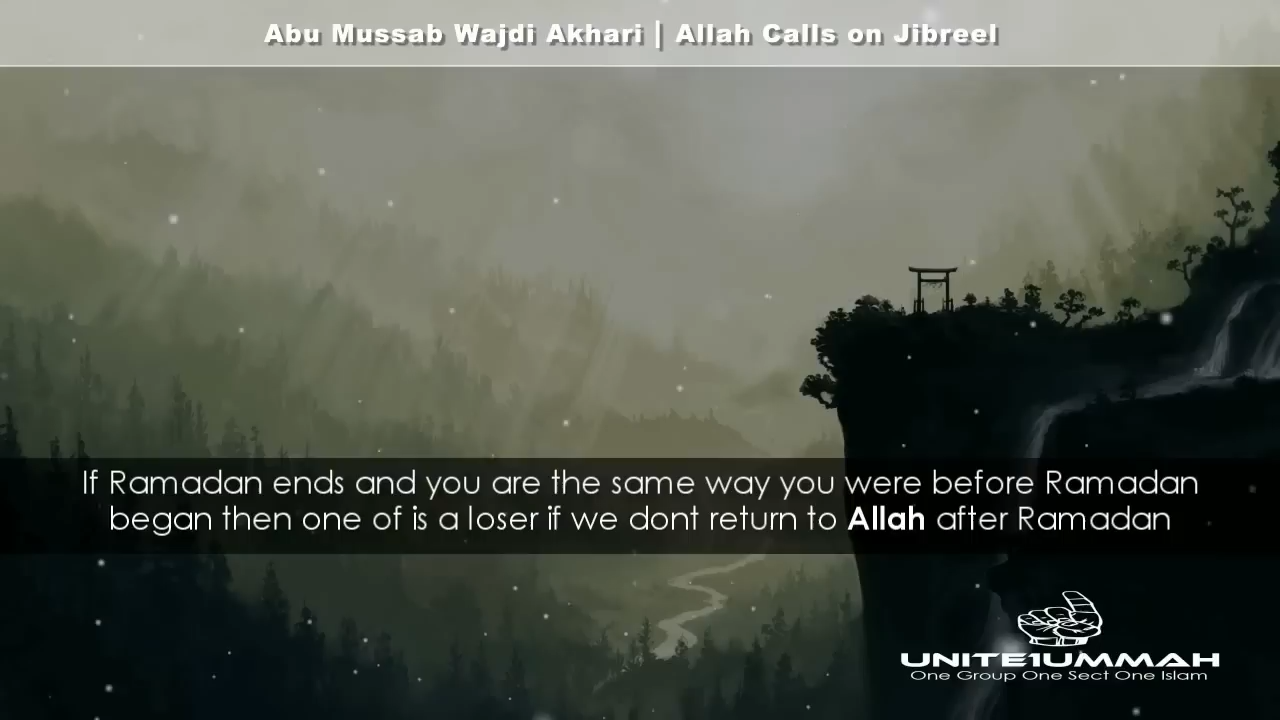 Abu Mussab Wajdi Akhari | Allah Calls on Jibreel
If Ramadan ends and you are the same way you were before Ramadan
began then one of is a loser if we dont return to Allah after Ramadan
UNITE1UMMAH
One Group One Sect One Islam